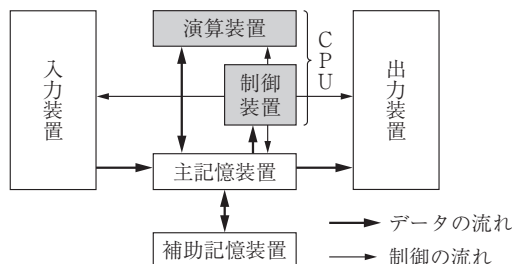 演算装置
CPU
入力装置
制御
装置
出力装置
主記憶装置
データの流れ
補助記憶装置
制御の流れ